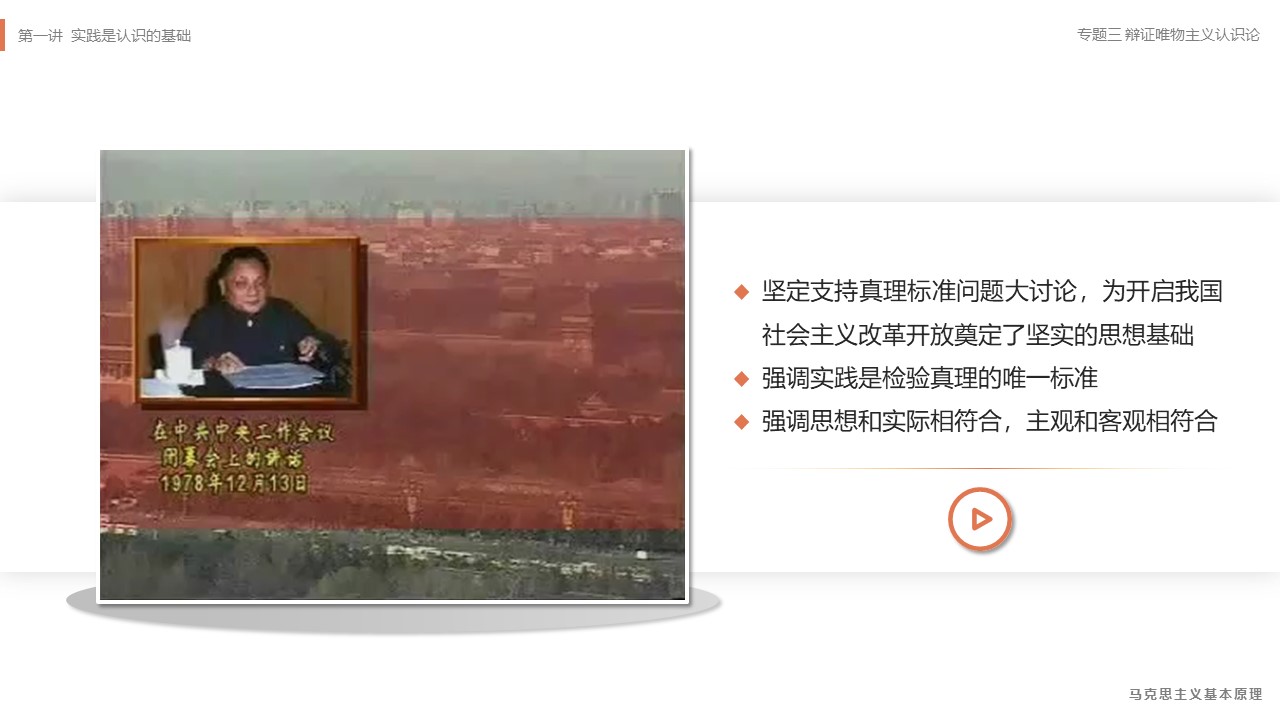 第一讲 实践是认识的基础
专题三 辩证唯物主义认识论
在中共中央工作会议
闭幕会上的讲话
1978年12月13日
坚定支持真理标准问题大讨论，为开启我国
社会主义改革开放奠定了坚实的思想基础
强调实践是检验真理的唯一标准
强调思想和实际相符合，主观和客观相符合
马克思主义基本原理